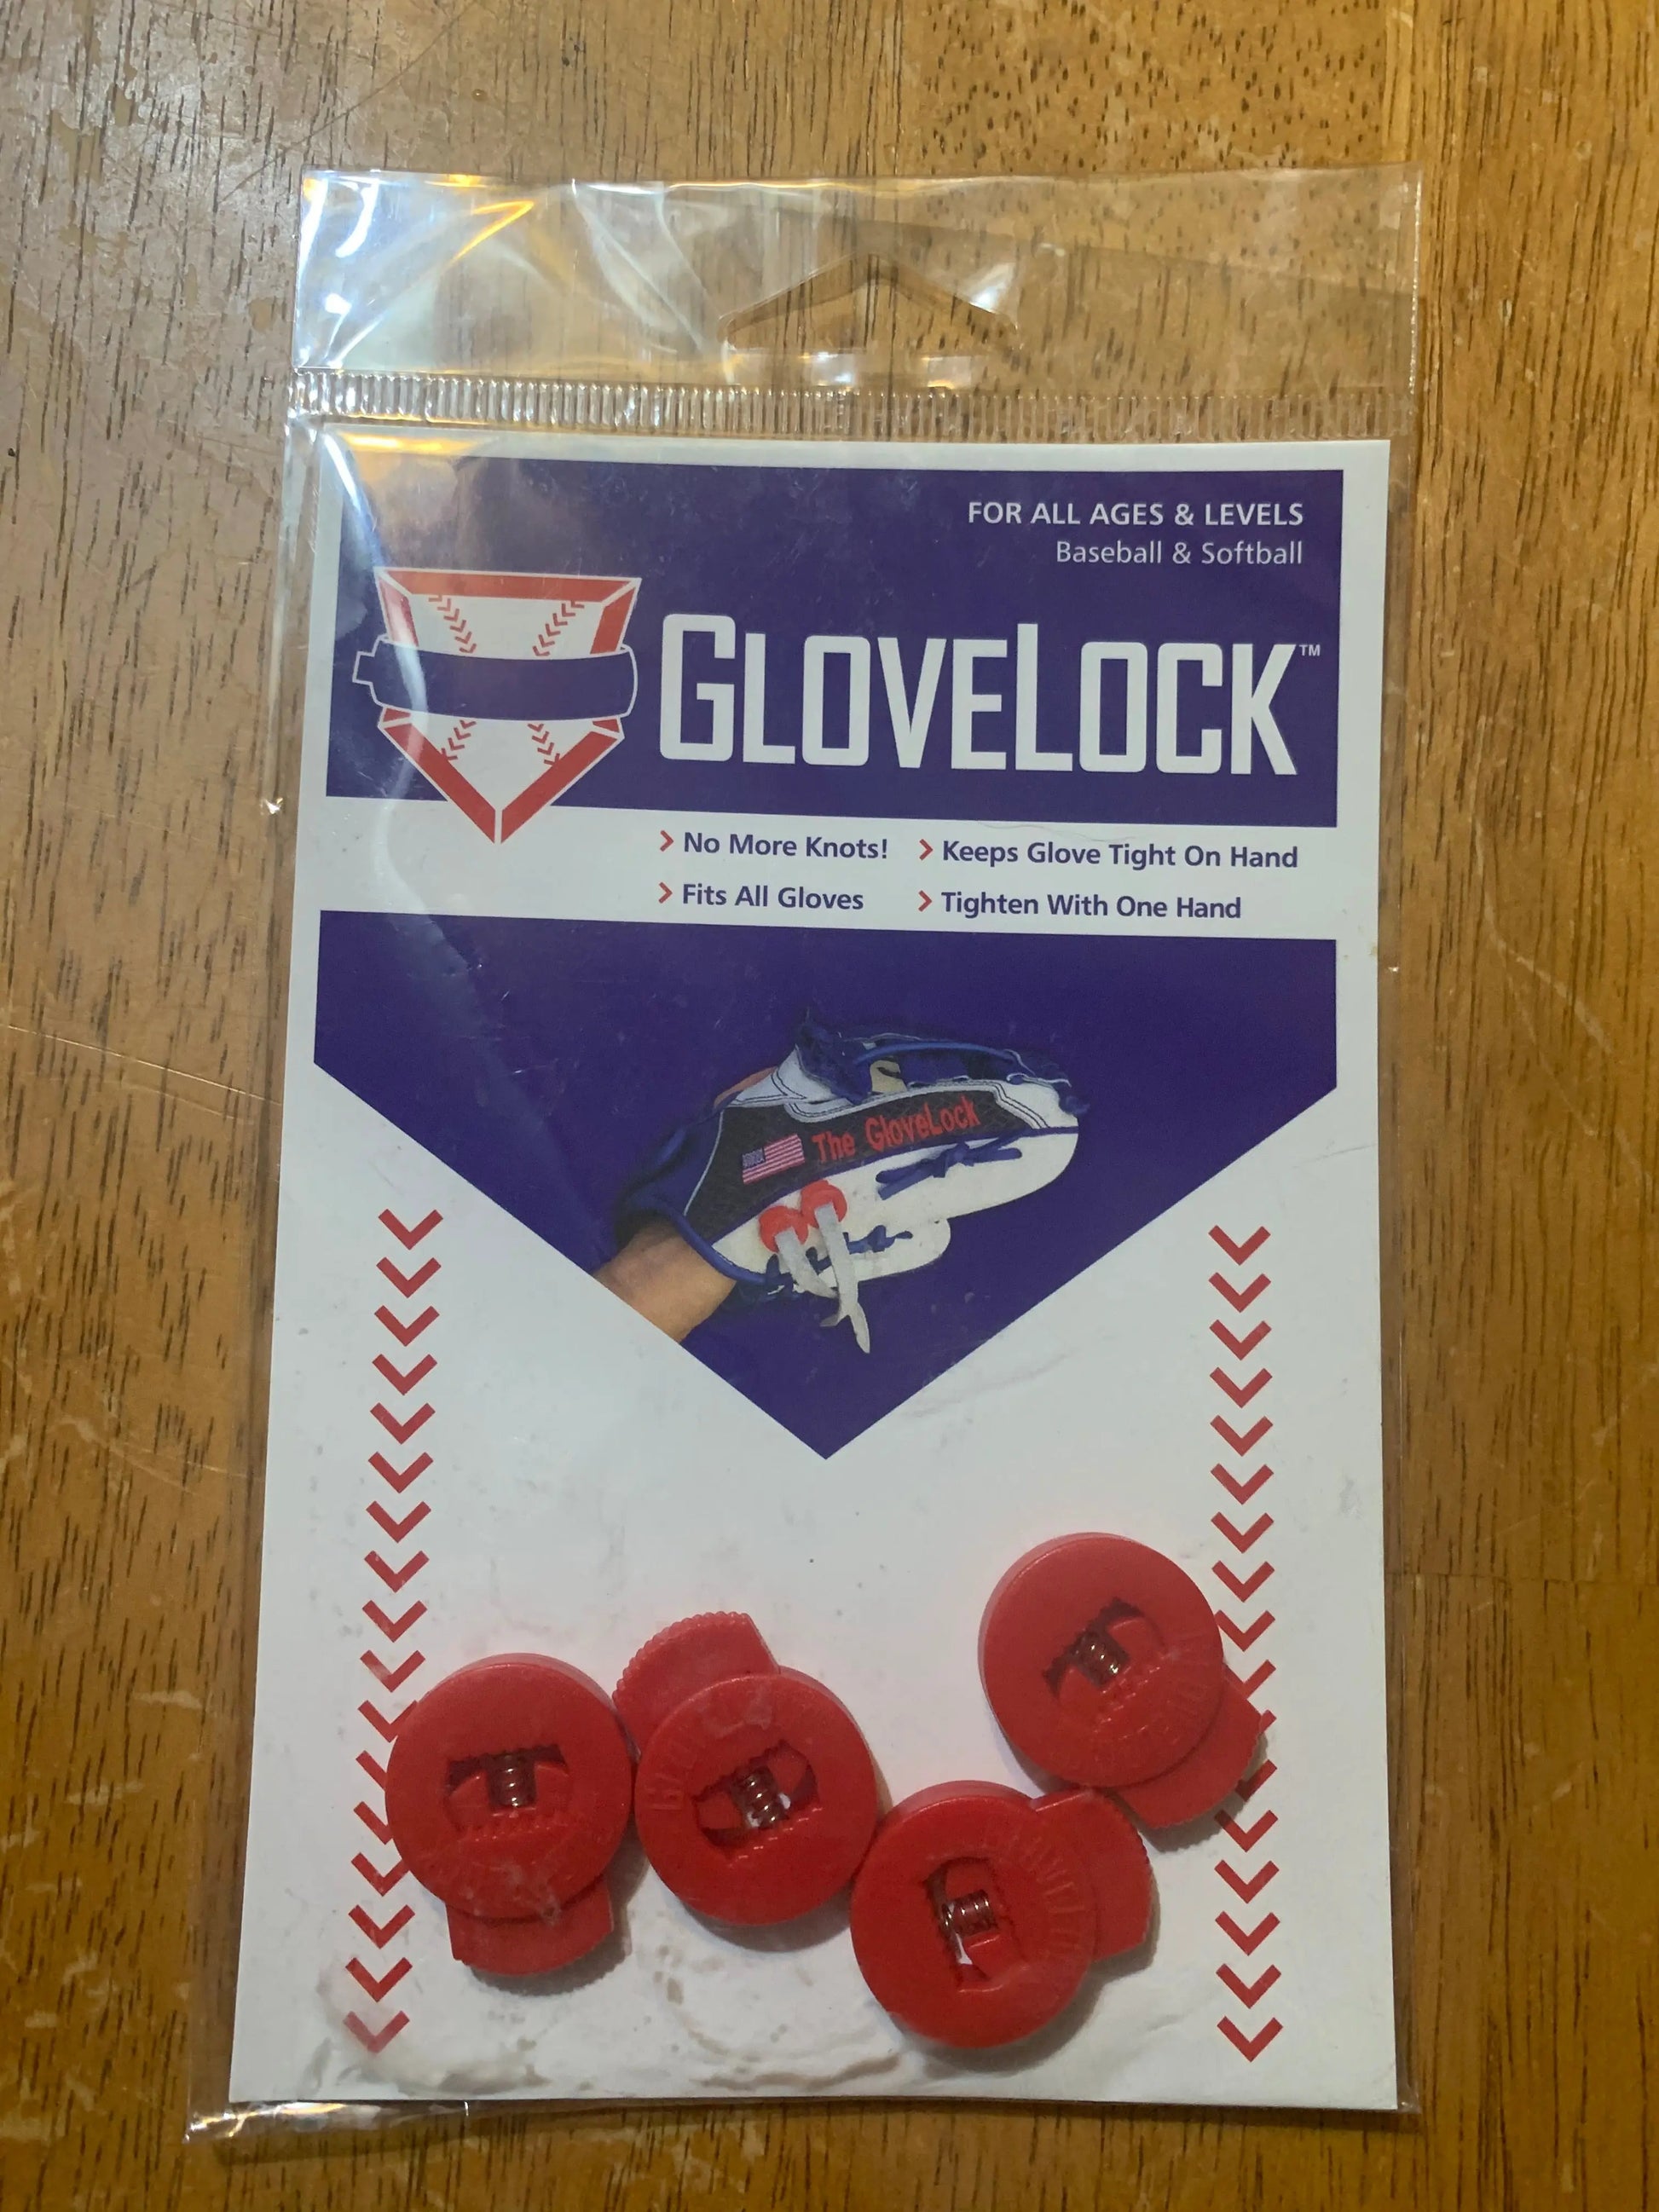 FOR ALL AGES & LEVELS
Baseball & Softball
GLOVELOCK™
No More Knots!
Keeps Glove Tight On Hand
Fits All Gloves
Tighten With One Hand
The GloveLock